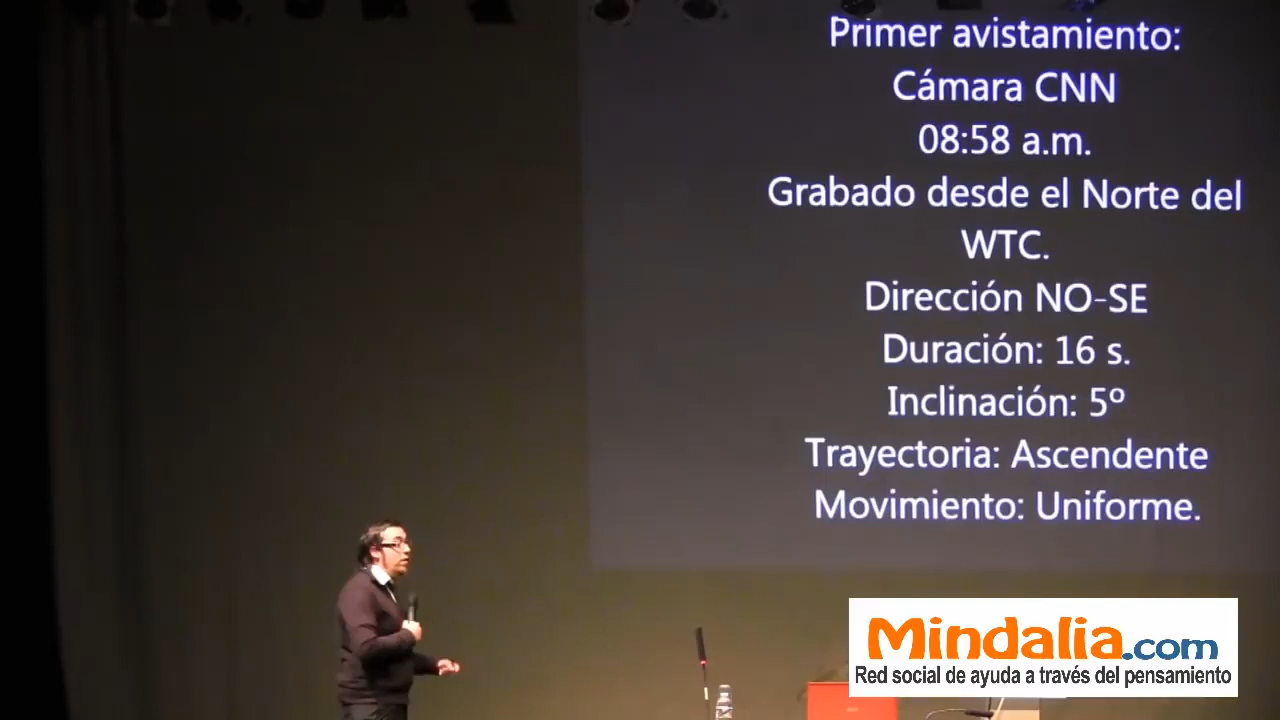 Primer avistamiento:
Cámara CNN
08:58 a.m.
Grabado desde el Norte del
WTC.
Dirección NO-SE
Duración: 16 s.
Inclinación: 5º
Trayectoria: Ascendente
Movimiento: Uniforme.
Mindalia.com
Red social de ayuda a través del pensamiento